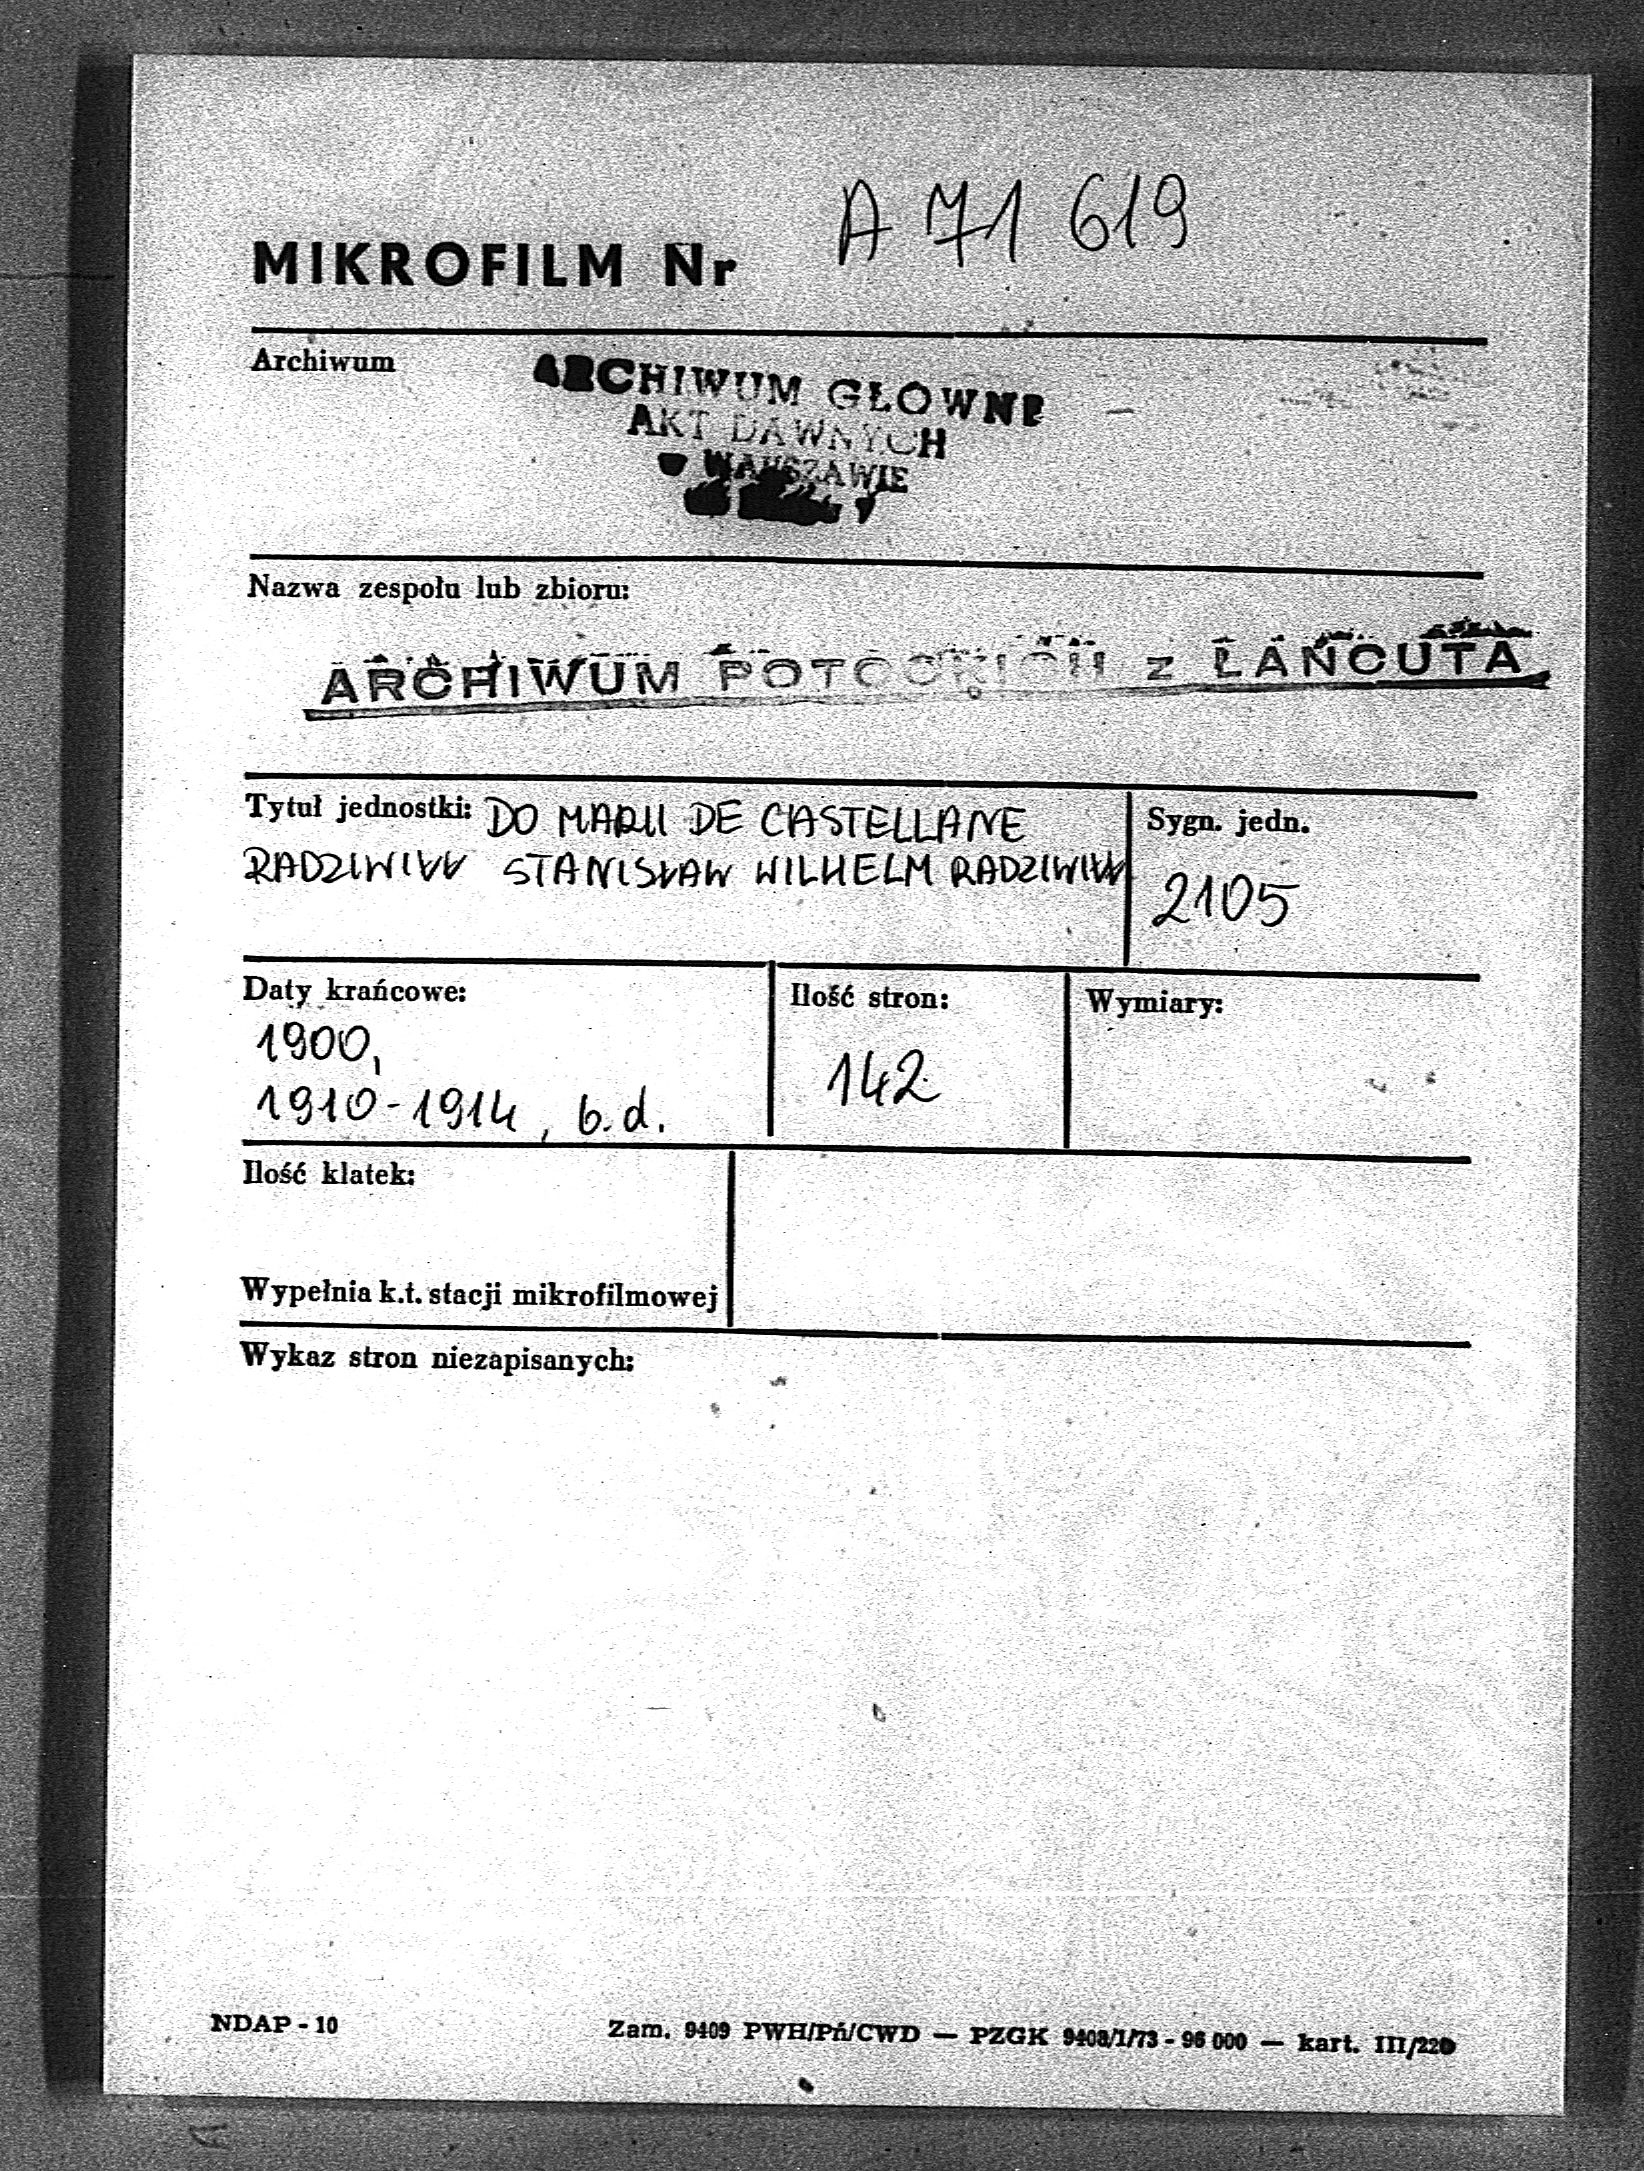 A 71 619
MIKROFILM Nr
Archiwum
ARCHIWUM GŁOWNE
AKT DAWNYCH
WARSZAWIE
Nazwa zespołu lub zbioru:
ARCHIWUM POTOCKICH z ŁAŃCUTA
Tytuł jednostki: DO MARII DE CASTELLANE
RADZIWIŁŁ STANISŁAW WILHELM RADZIWIŁŁ
Sygn. jedn.
2105
Daty krańcowe:
1900,
1910-1914, b.d.
Ilość stron:
142
Wymiary:
Ilość klatek:
Wypełnia k.t. stacji mikrofilmowej
Wykaz stron niezapisanych:
NDAP - 10
Zam. 9409 PWH/Pń/CWD — PZGK 9408/1/73 - 96 000 — kart. III/220